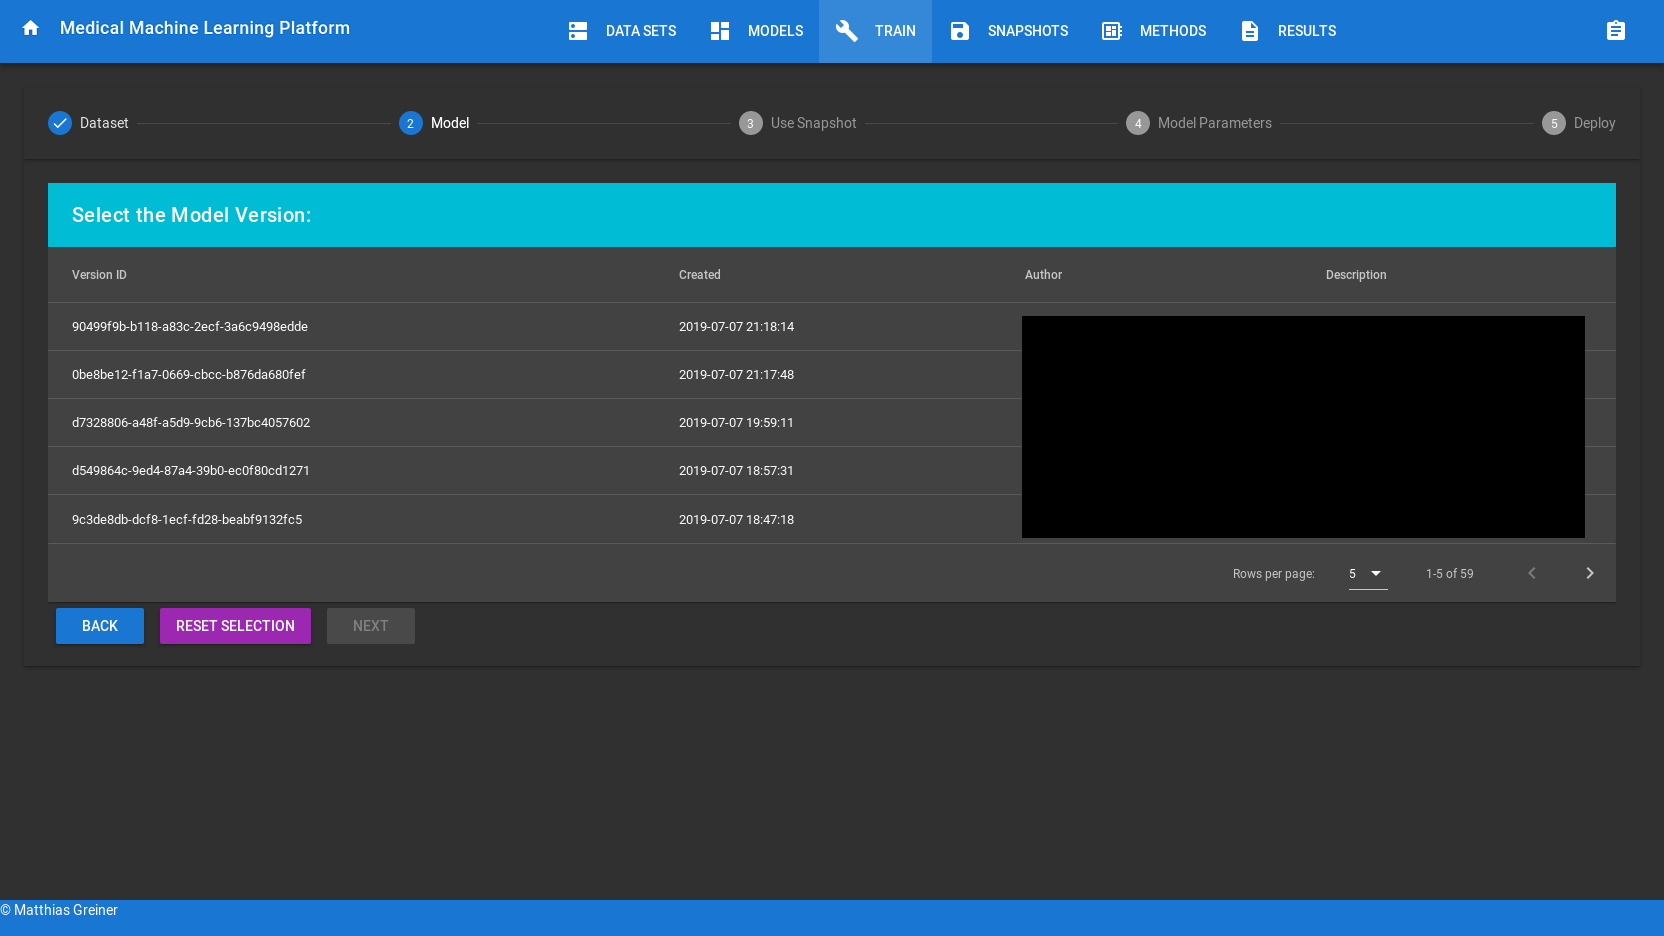 Medical Machine Learning Platform DATA SETS MODELS TRAIN SNAPSHOTS METHODS RESULTS
Dataset 2 Model 3 Use Snapshot 4 Model Parameters 5 Deploy
Select the Model Version:
Version ID Created Author Description
90499f9b-b118-a83c-2ecf-3a6c9498edde 2019-07-07 21:18:14
0be8be12-f1a7-0669-cbcc-b876da680fef 2019-07-07 21:17:48
d7328806-a48f-a5d9-9cb6-137bc4057602 2019-07-07 19:59:11
d549864c-9ed4-87a4-39b0-ec0f80cd1271 2019-07-07 18:57:31
9c3de8db-dcf8-1ecf-fd28-beabf9132fc5 2019-07-07 18:47:18
Rows per page: 5 1-5 of 59
BACK RESET SELECTION NEXT
© Matthias Greiner